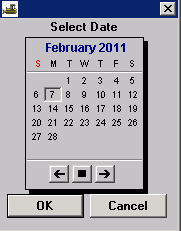 Select Date
February 2011
S M T W T F S
1 2 3 4 5
6 7 8 9 10 11 12
13 14 15 16 17 18 19
20 21 22 23 24 25 26
27 28
OK Cancel